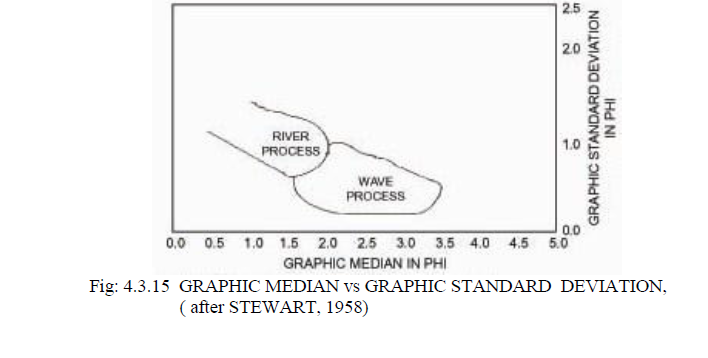 2.5
2.0
1.0
0.0
GRAPHIC STANDARD DEVIATION
IN PHI
RIVER
PROCESS
WAVE
PROCESS
0.0 0.5 1.0 1.5 2.0 2.5 3.0 3.5 4.0 4.5 5.0
GRAPHIC MEDIAN IN PHI
Fig: 4.3.15 GRAPHIC MEDIAN vs GRAPHIC STANDARD DEVIATION,
( after STEWART, 1958)